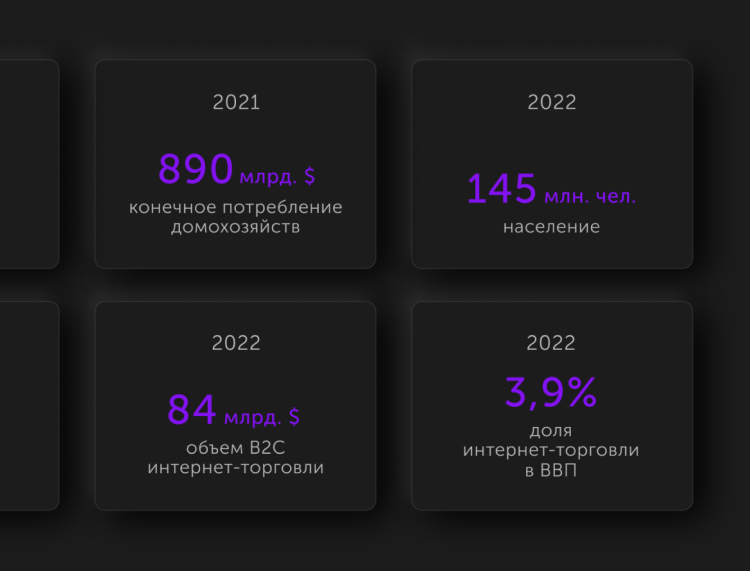 2021
890 млрд. $
конечное потребление
домохозяйств
2022
145 млн. чел.
население
2022
84 млрд. $
объем B2C
интернет-торговли
2022
3,9%
доля
интернет-торговли
в ВВП